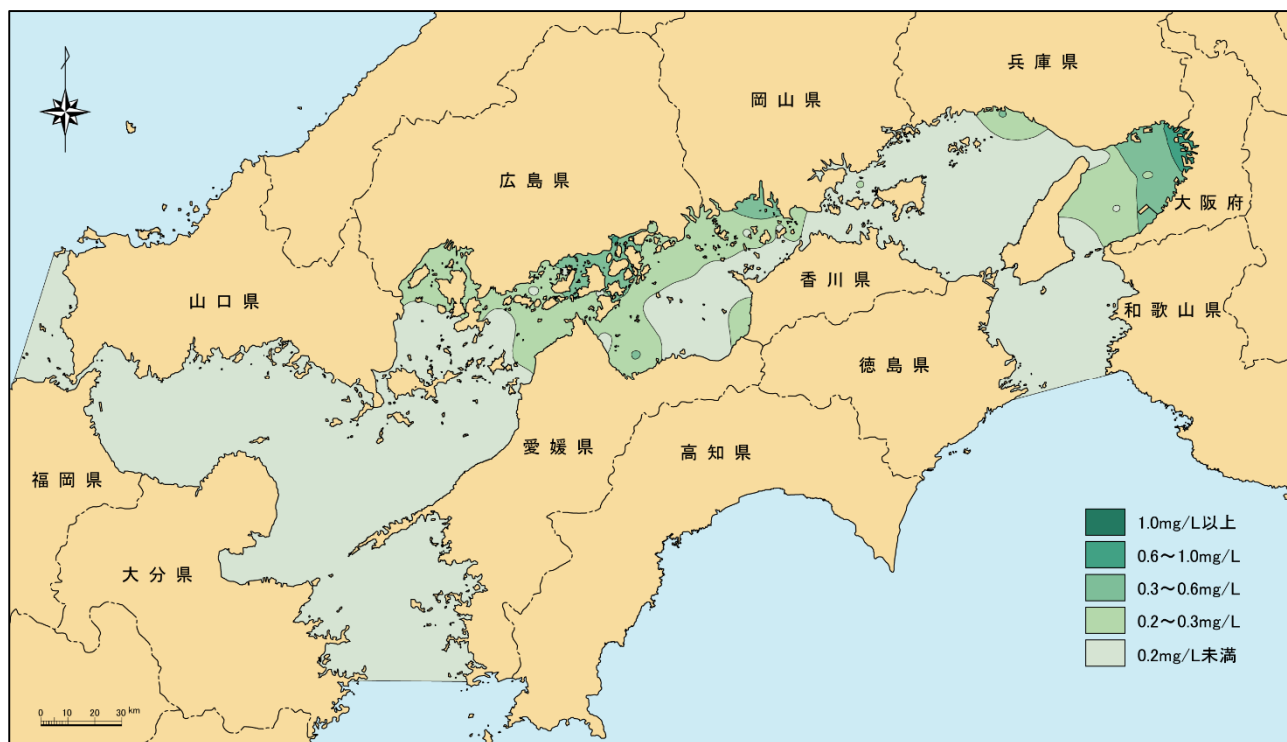 兵庫県
岡山県
広島県
大阪府
山口県
香川県
和歌山県
徳島県
愛媛県
高知県
福岡県
大分県
1.0mg/L以上
0.6～1.0mg/L
0.3～0.6mg/L
0.2～0.3mg/L
0.2mg/L未満
0 10 20 30 km